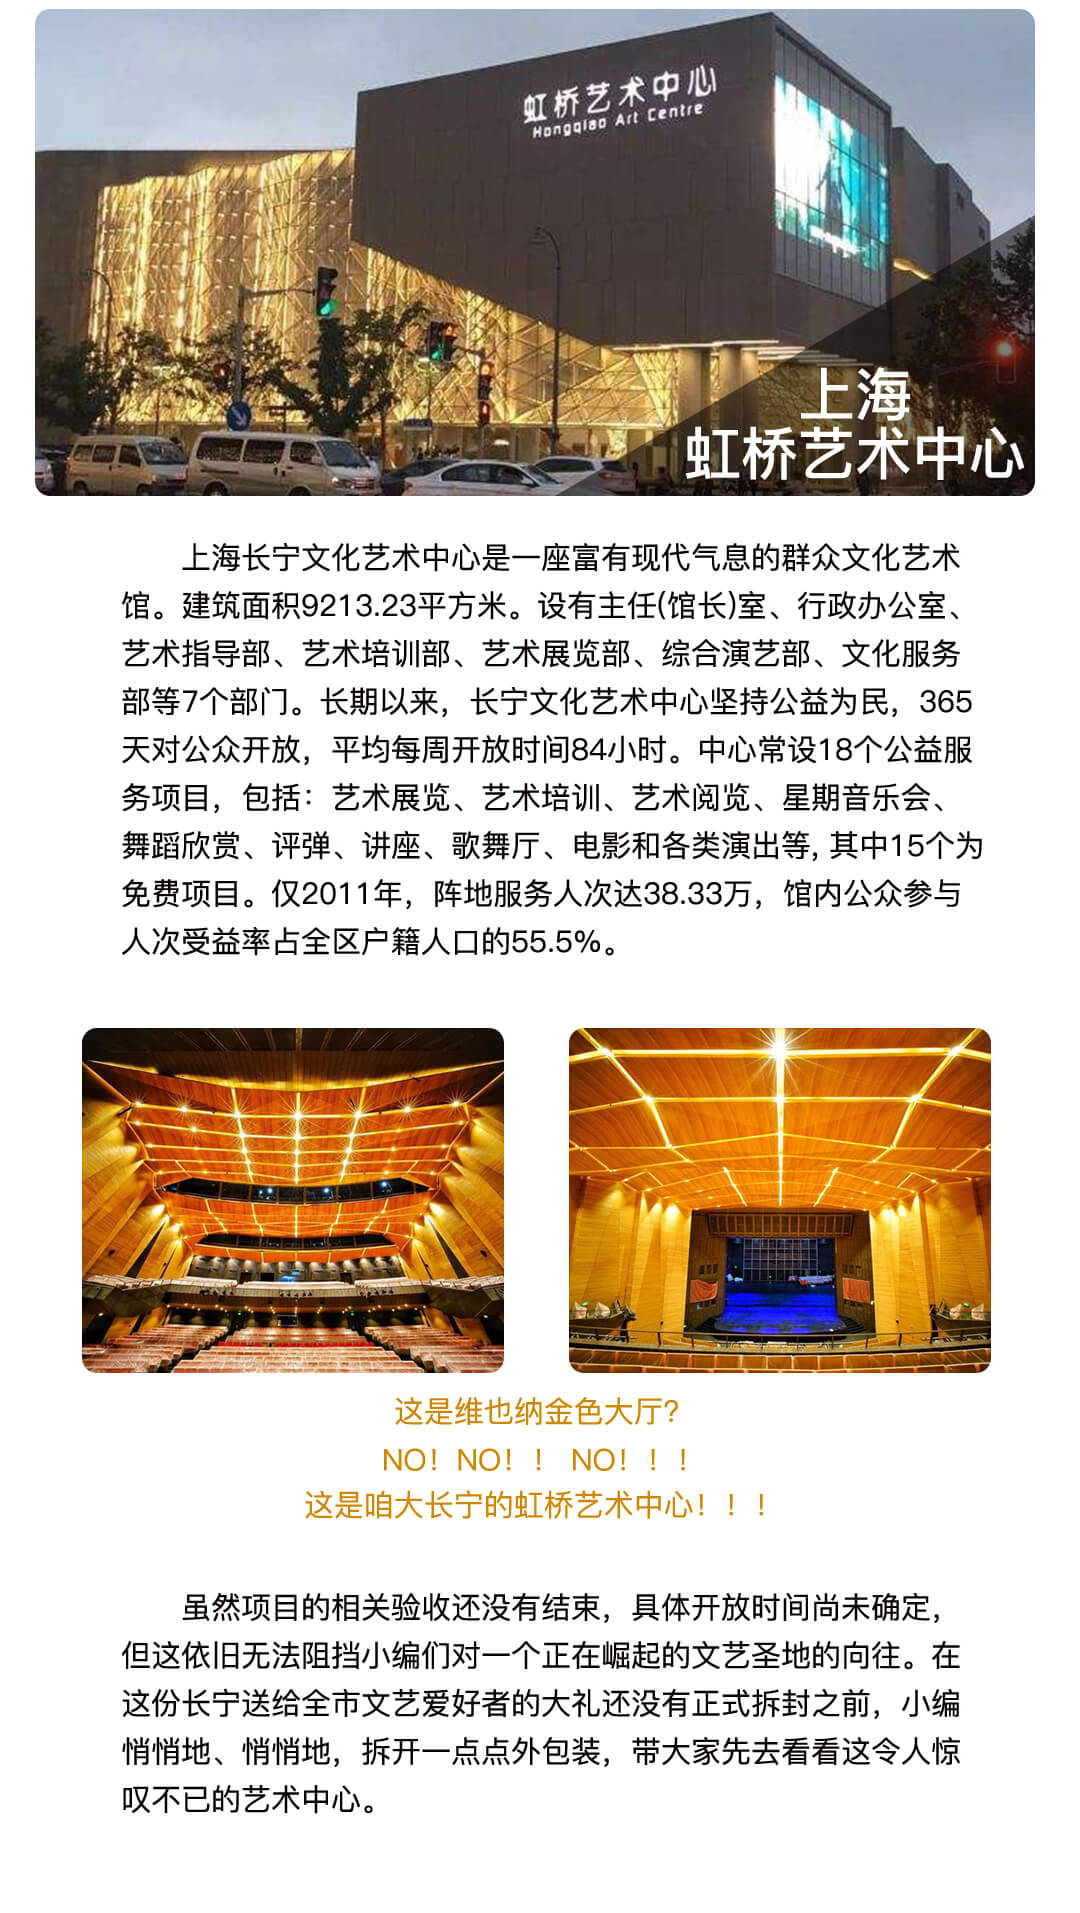 虹桥艺术中心
Hongqiao Art Centre
上海
虹桥艺术中心
上海长宁文化艺术中心是一座富有现代气息的群众文化艺术
馆。建筑面积9213.23平方米。设有主任(馆长)室、行政办公室、
艺术指导部、艺术培训部、艺术展览部、综合演艺部、文化服务
部等7个部门。长期以来，长宁文化艺术中心坚持公益为民，365
天对公众开放，平均每周开放时间84小时。中心常设18个公益服
务项目，包括：艺术展览、艺术培训、艺术阅览、星期音乐会、
舞蹈欣赏、评弹、讲座、歌舞厅、电影和各类演出等, 其中15个为
免费项目。仅2011年，阵地服务人次达38.33万，馆内公众参与
人次受益率占全区户籍人口的55.5%。
这是维也纳金色大厅？
NO！NO！！ NO！！！
这是咱大长宁的虹桥艺术中心！！！
虽然项目的相关验收还没有结束，具体开放时间尚未确定，
但这依旧无法阻挡小编们对一个正在崛起的文艺圣地的向往。在
这份长宁送给全市文艺爱好者的大礼还没有正式拆封之前，小编
悄悄地、悄悄地，拆开一点点外包装，带大家先去看看这令人惊
叹不已的艺术中心。